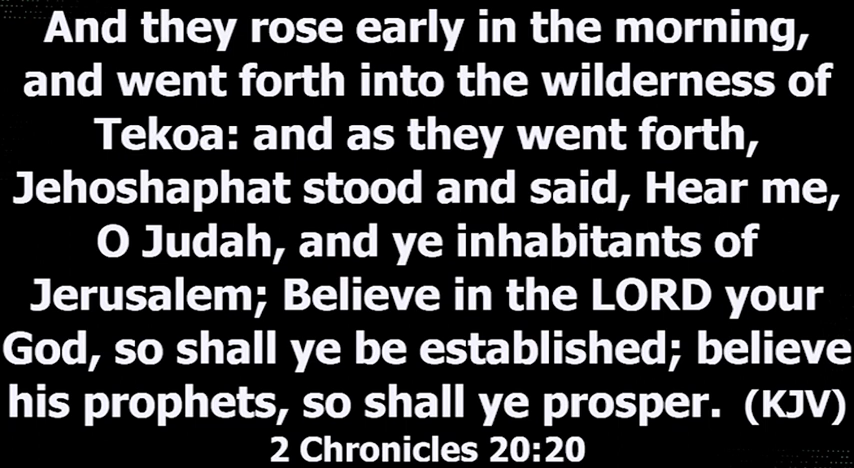 And they rose early in the morning,
and went forth into the wilderness of
Tekoa: and as they went forth,
Jehoshaphat stood and said, Hear me,
O Judah, and ye inhabitants of
Jerusalem; Believe in the LORD your
God, so shall ye be established; believe
his prophets, so shall ye prosper. (KJV)
2 Chronicles 20:20